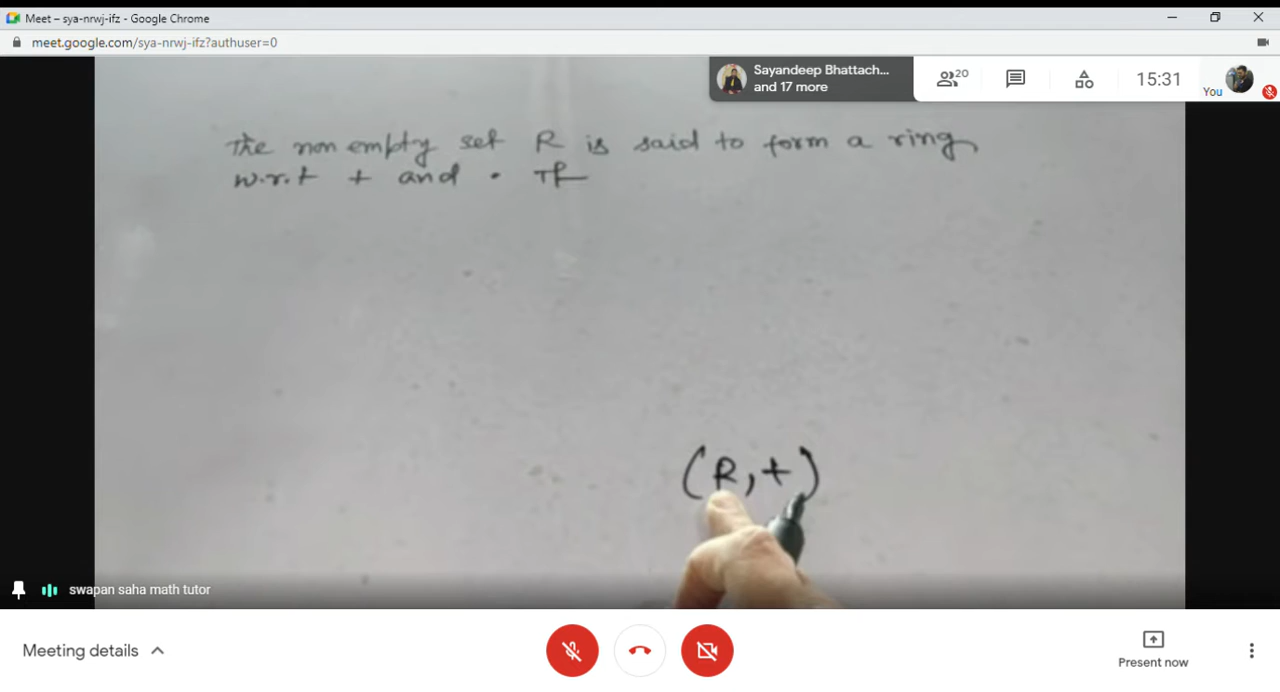 Meet – sya-nrwj-ifz - Google Chrome
meet.google.com/sya-nrwj-ifz?authuser=0
Sayandeep Bhattach...
and 17 more
20
15:31
You
The non empty set R is said to form a ring
w.r.t + and . If
(R, +)
swapan saha math tutor
Meeting details
Present now